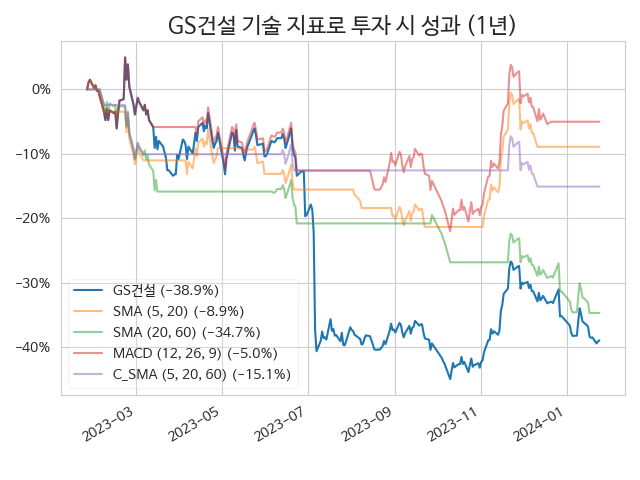 GS건설 기술 지표로 투자 시 성과 (1년)
0%
−10%
−20%
−30%
−40%
GS건설 (−38.9%)
SMA (5, 20) (−8.9%)
SMA (20, 60) (−34.7%)
MACD (12, 26, 9) (−5.0%)
C_SMA (5, 20, 60) (−15.1%)
2023−03
2023−05
2023−07
2023−09
2023−11
2024−01